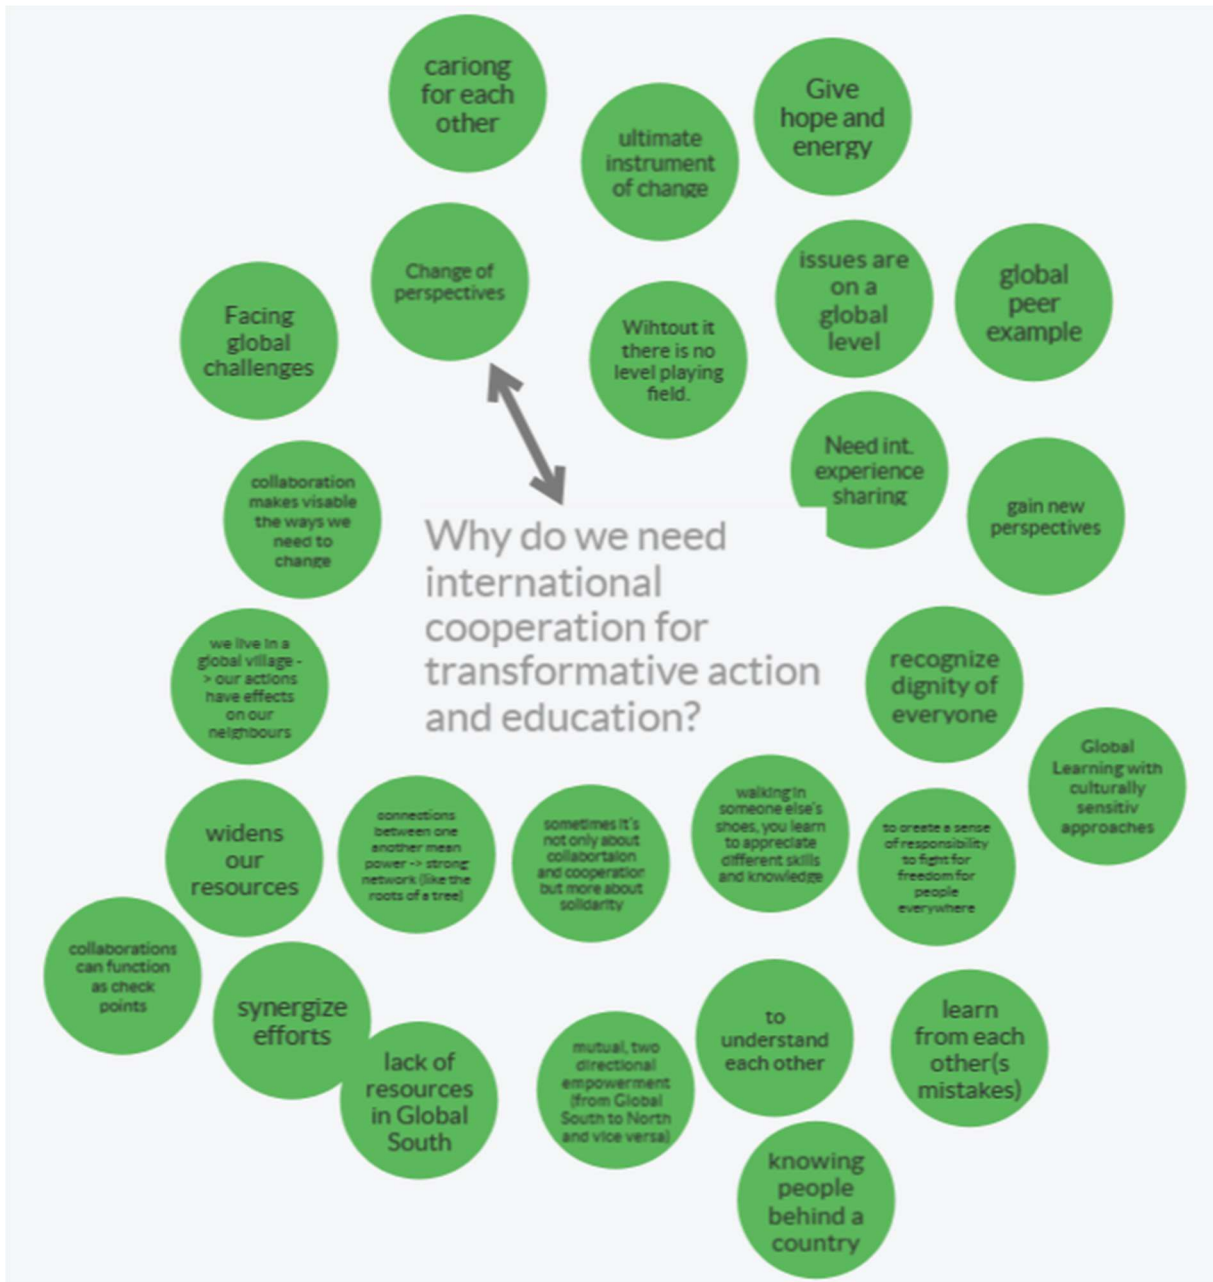 cariong
for each
other
ultimate
instrument
of change
Give
hope and
energy
Change of
perspectives
Facing
global
challenges
Wihtout it
there is no
level playing
field.
issues are
on a
global
level
global
peer
example
collaboration
makes visable
the ways we
need to
change
Need int.
experience
sharing
gain new
perspectives
Why do we need
international
cooperation for
transformative action
and education?
we live in a
global village -
> our actions
have effects
on our
neighbours
recognize
dignity of
everyone
Global
Learning with
culturally
sensitiv
approaches
widens
our
resources
connections
between one
another mean
power -> strong
network (like the
roots of a tree)
sometimes it's
not only about
collabortaion
and cooperation
but more about
solidarity
walking in
someone else's
shoes, you learn
to appreciate
different skills
and knowledge
to create a sense
of responsibility
to fight for
freedom for
people
everywhere
collaborations
can function
as check
points
synergize
efforts
lack of
resources
in Global
South
mutual, two
directional
empowerment
(from Global
South to North
and vice versa)
to
understand
each other
learn
from each
other(s
mistakes)
knowing
people
behind a
country